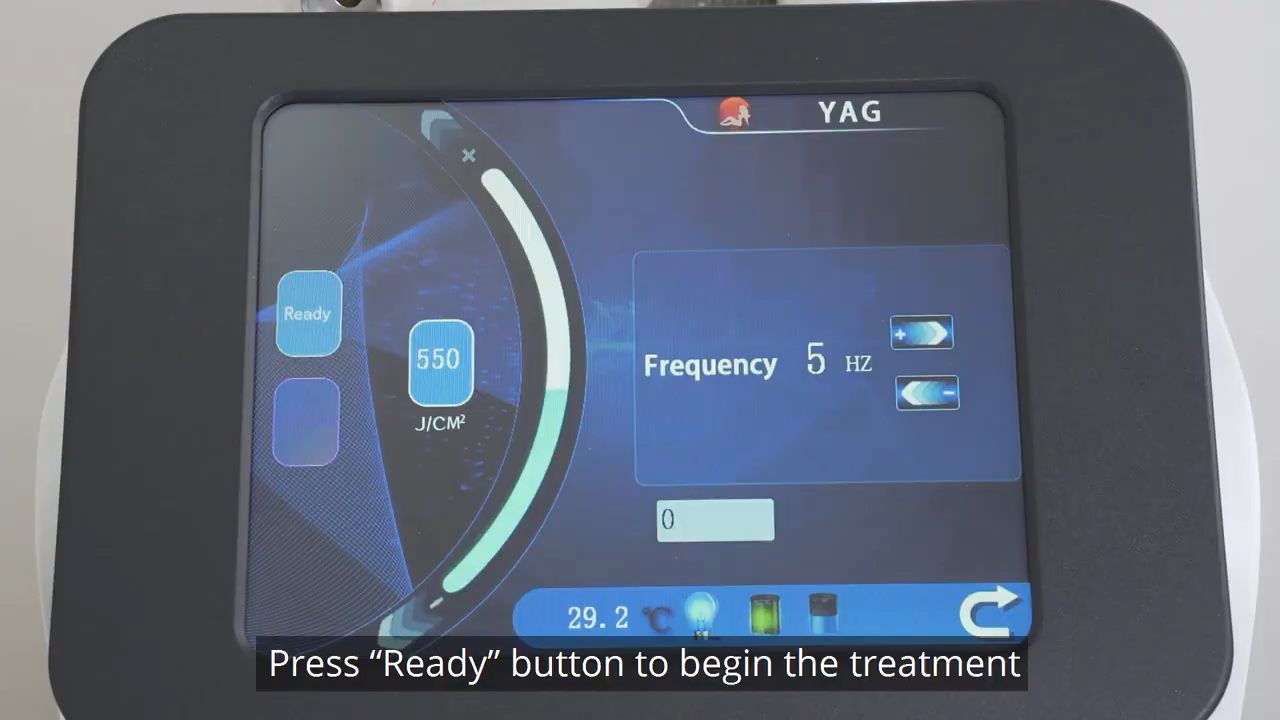 YAG
Ready
550
J/CM²
Frequency 5 HZ
+
-
0
29.2 °C
Press “Ready” button to begin the treatment